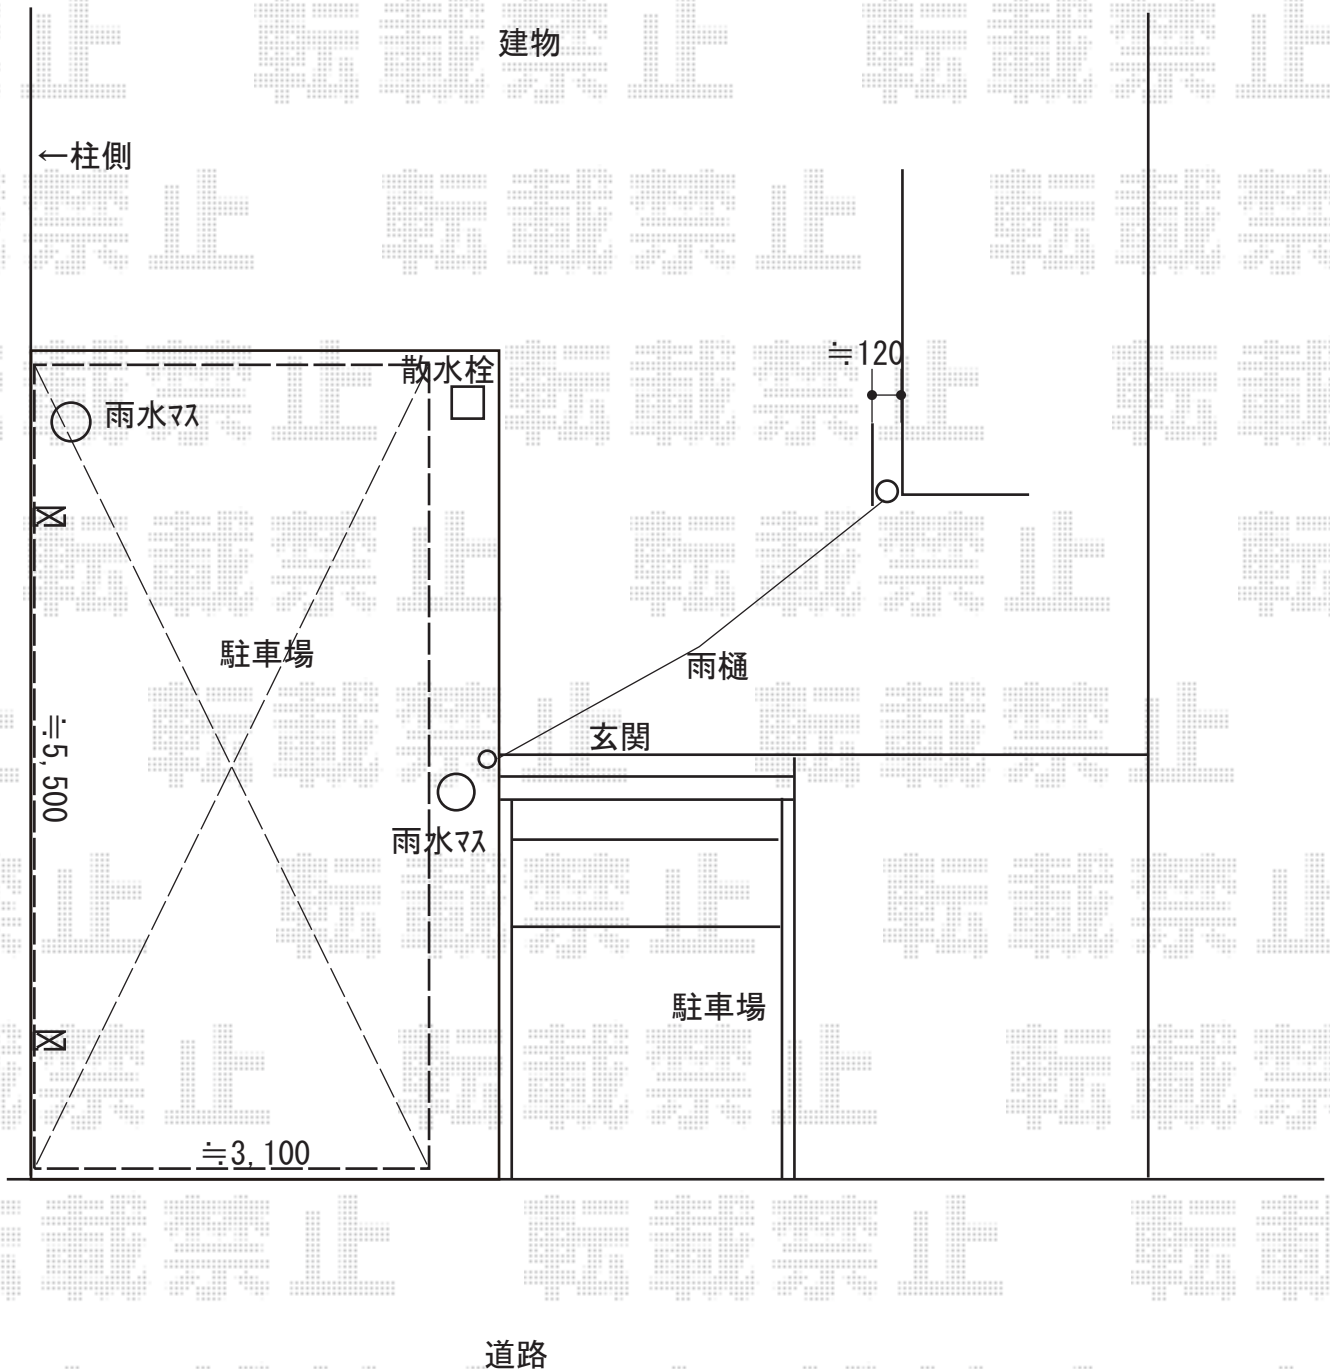 建物
←柱側
≒120
散水栓
雨水ﾏｽ
駐車場
雨樋
玄関
≒5,500
雨水ﾏｽ
駐車場
≒3,100
道路
転載禁止